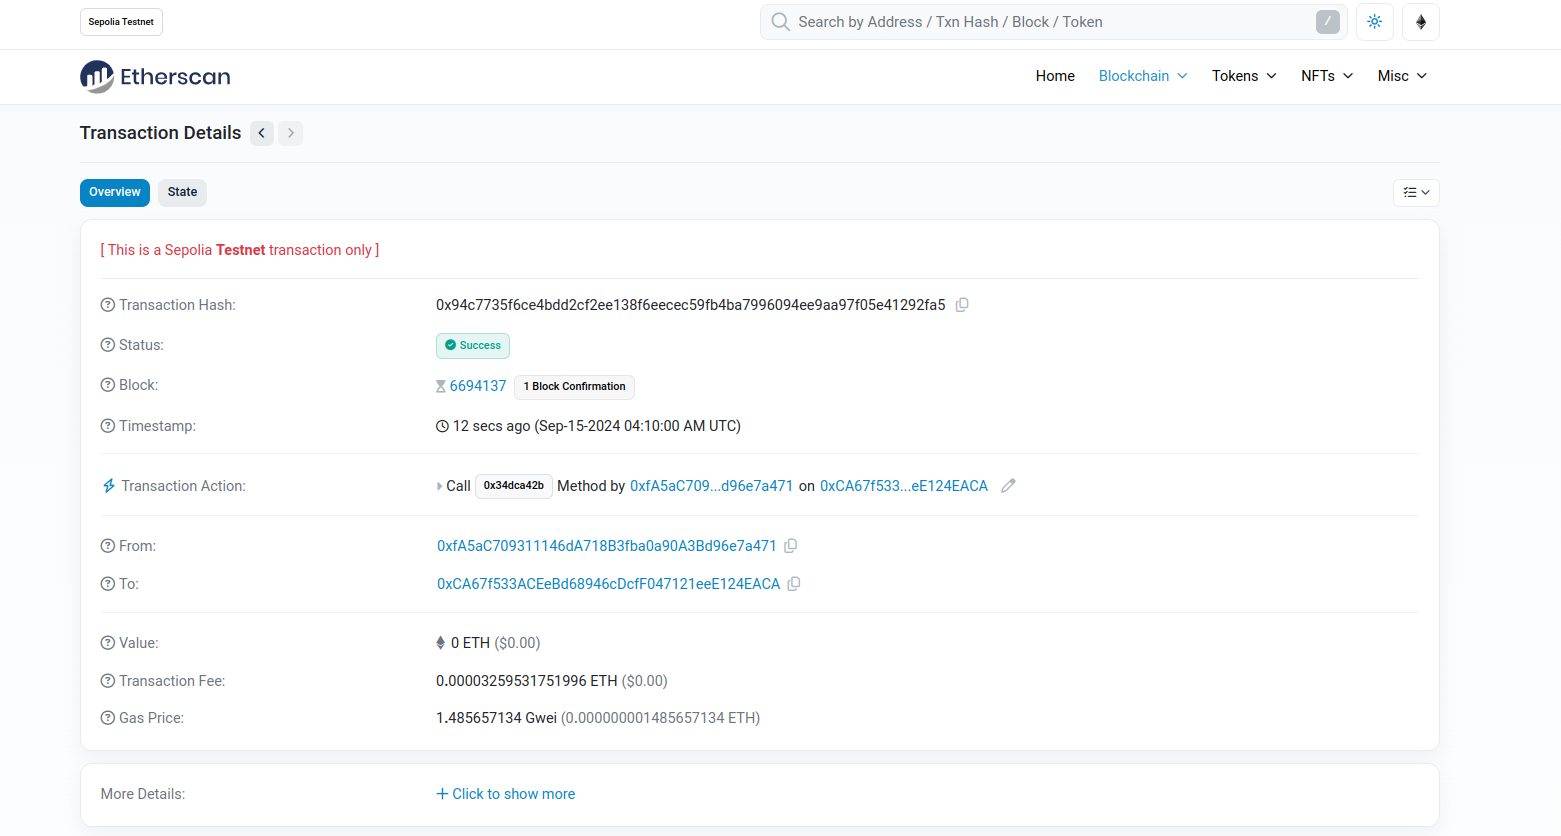 Sepolia Testnet
Search by Address / Txn Hash / Block / Token /
Etherscan
Home Blockchain Tokens NFTs Misc
Transaction Details
Overview State
[ This is a Sepolia Testnet transaction only ]
Transaction Hash: 0x94c7735f6ce4bdd2cf2ee138f6eecec59fb4ba7996094ee9aa97f05e41292fa5
Status: Success
Block: 6694137 1 Block Confirmation
Timestamp: 12 secs ago (Sep-15-2024 04:10:00 AM UTC)
Transaction Action: Call 0x34dca42b Method by 0xfA5aC709...d96e7a471 on 0xCA67f533...eE124EACA
From: 0xfA5aC709311146dA718B3fba0a90A3Bd96e7a471
To: 0xCA67f533ACEeBd68946cDcfF047121eeE124EACA
Value: 0 ETH ($0.00)
Transaction Fee: 0.00003259531751996 ETH ($0.00)
Gas Price: 1.485657134 Gwei (0.000000001485657134 ETH)
More Details: + Click to show more